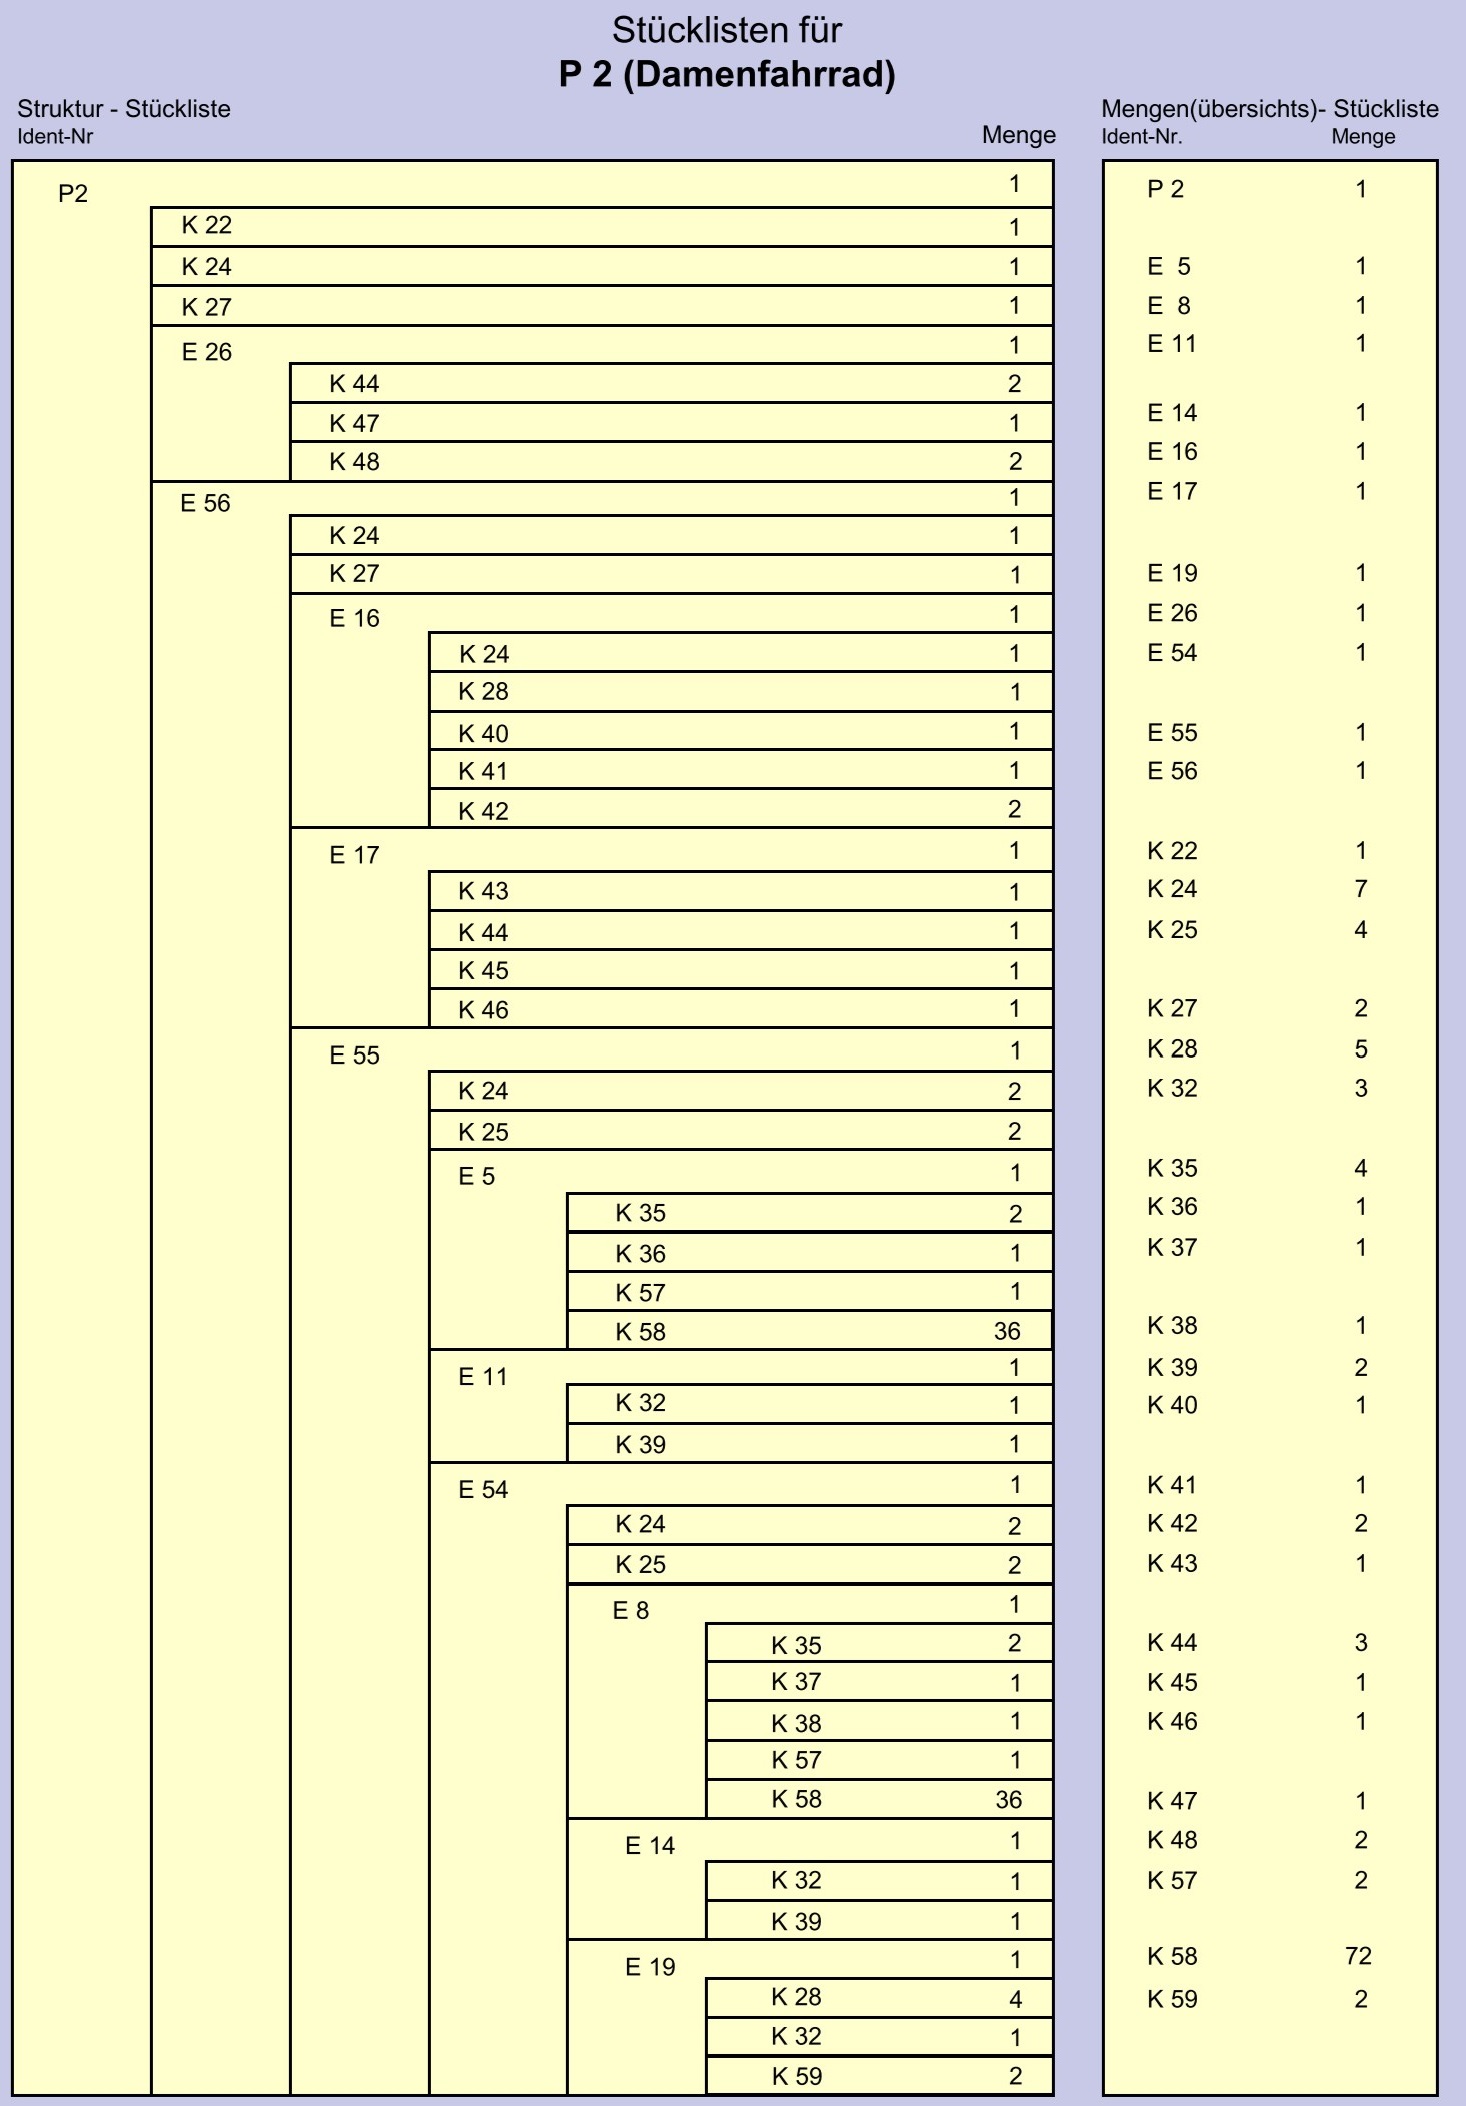 Stücklisten für
P 2 (Damenfahrrad)
Struktur - Stückliste
Ident-Nr Menge
P2 1
K 22 1
K 24 1
K 27 1
E 26 1
K 44 2
K 47 1
K 48 2
E 56 1
K 24 1
K 27 1
E 16 1
K 24 1
K 28 1
K 40 1
K 41 1
K 42 2
E 17 1
K 43 1
K 44 1
K 45 1
K 46 1
E 55 1
K 24 2
K 25 2
E 5 1
K 35 2
K 36 1
K 57 1
K 58 36
E 11 1
K 32 1
K 39 1
E 54 1
K 24 2
K 25 2
E 8 1
K 35 2
K 37 1
K 38 1
K 57 1
K 58 36
E 14 1
K 32 1
K 39 1
E 19 1
K 28 4
K 32 1
K 59 2
Mengen(übersichts)- Stückliste
Ident-Nr. Menge
P 2 1
E 5 1
E 8 1
E 11 1
E 14 1
E 16 1
E 17 1
E 19 1
E 26 1
E 54 1
E 55 1
E 56 1
K 22 1
K 24 7
K 25 4
K 27 2
K 28 5
K 32 3
K 35 4
K 36 1
K 37 1
K 38 1
K 39 2
K 40 1
K 41 1
K 42 2
K 43 1
K 44 3
K 45 1
K 46 1
K 47 1
K 48 2
K 57 2
K 58 72
K 59 2